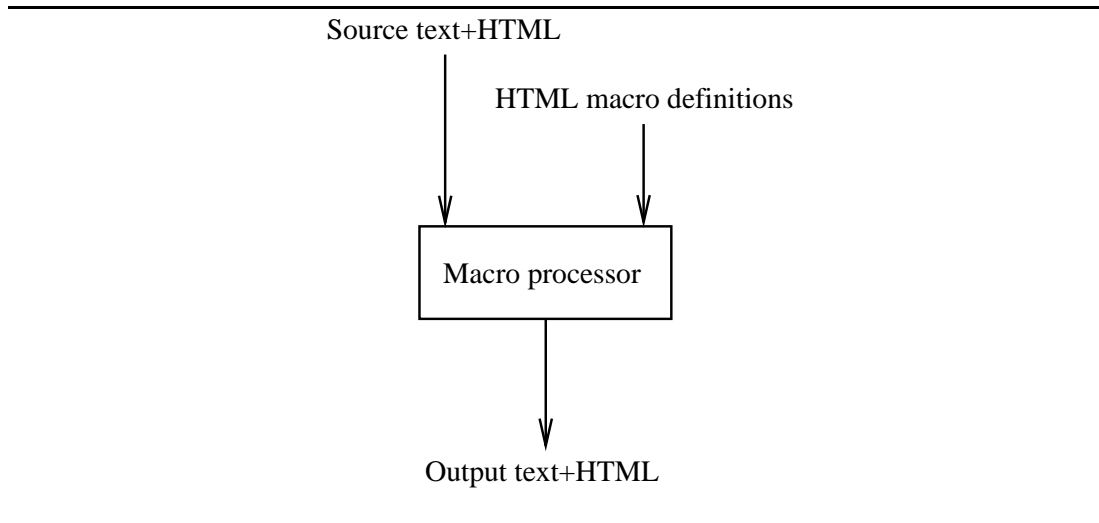 Source text+HTML
HTML macro definitions
Macro processor
Output text+HTML